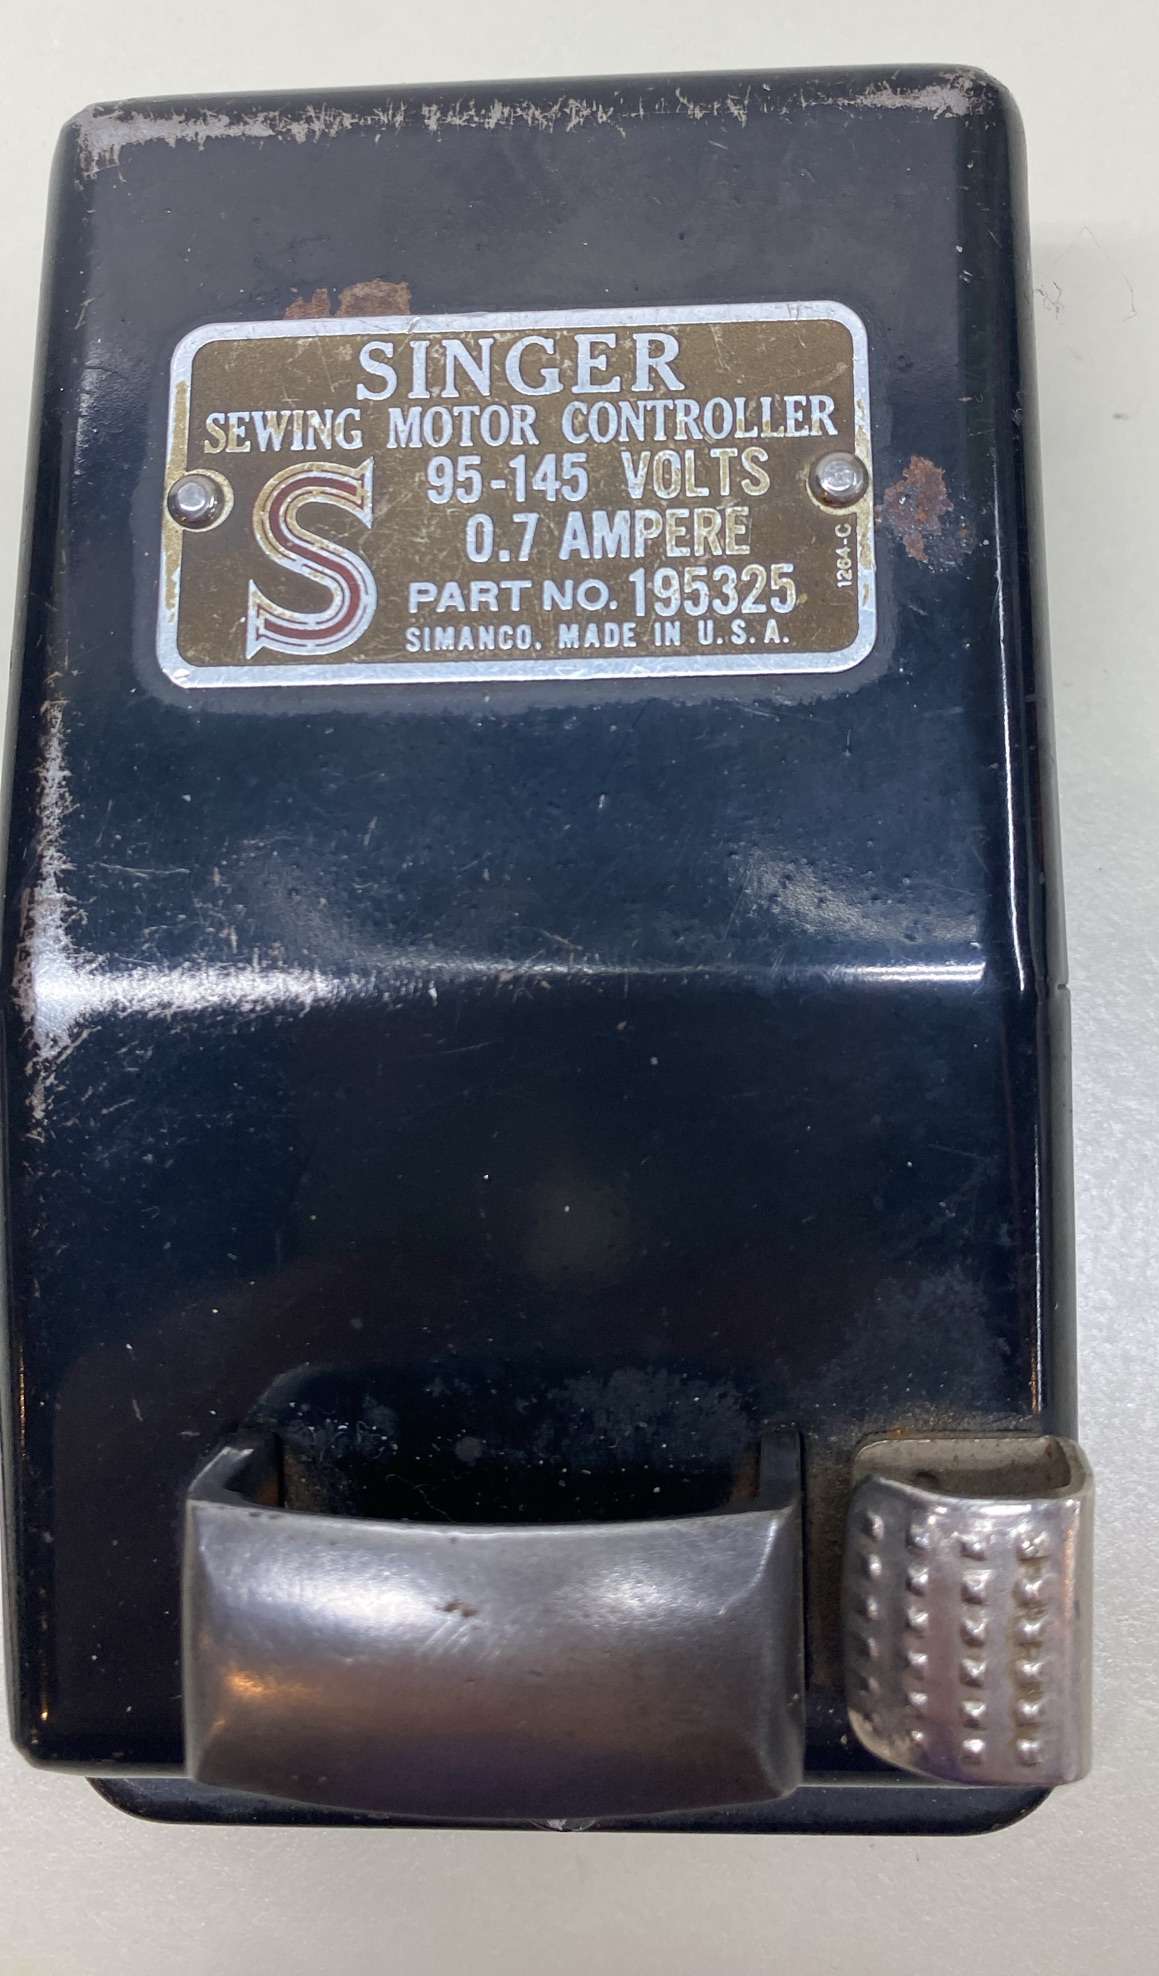 SINGER
SEWING MOTOR CONTROLLER
S
95-145 VOLTS
0.7 AMPERE
PART NO. 195325
SIMANCO. MADE IN U.S.A.
1264-C